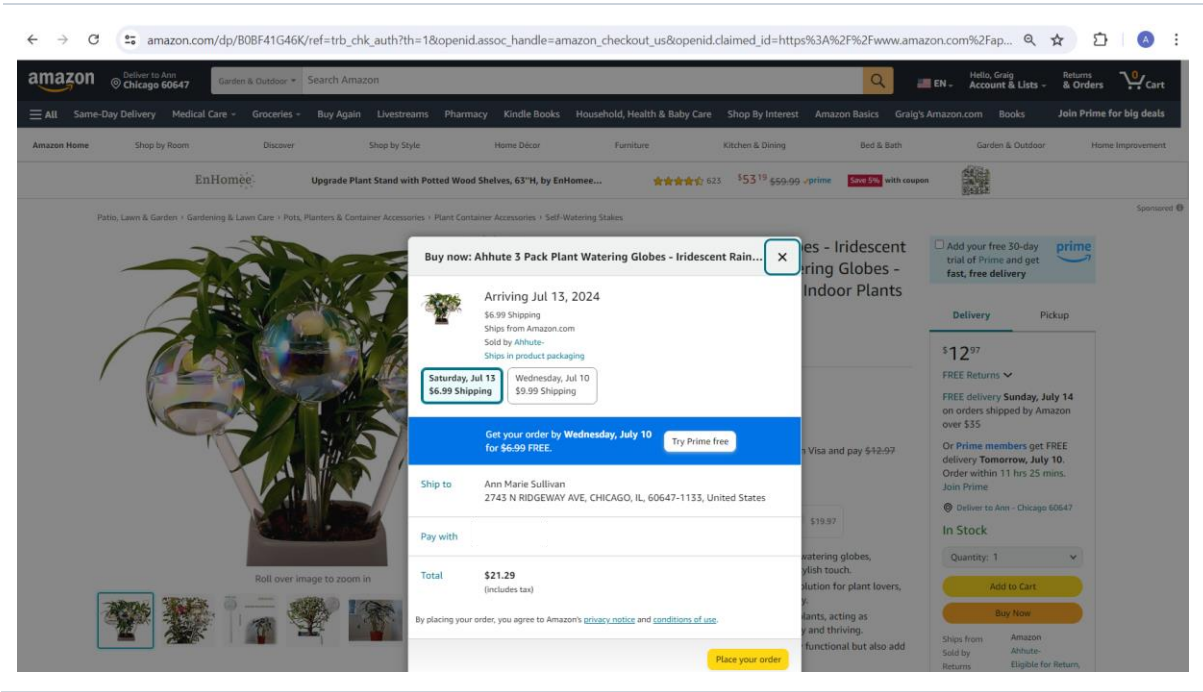 amazon.com/dp/B0BF41G46K/ref=trb_chk_auth?th=1&openid.assoc_handle=amazon_checkout_us&openid.claimed_id=https%3A%2F%2Fwww.amazon.com%2Fap...
A
amazon
Deliver to Ann
Chicago 60647
Garden & Outdoor
Search Amazon
EN
Hello, Graig
Account & Lists
Returns
& Orders
0
Cart
All Same-Day Delivery Medical Care Groceries Buy Again Livestreams Pharmacy Kindle Books Household, Health & Baby Care Shop By Interest Amazon Basics Graig's Amazon.com Books Join Prime for big deals
Amazon Home Shop by Room Discover Shop by Style Home Décor Furniture Kitchen & Dining Bed & Bath Garden & Outdoor Home Improvement
EnHomee Upgrade Plant Stand with Potted Wood Shelves, 63"H, by EnHomee... 623 $53 19 $59.99 prime Save 5% with coupon
Sponsored
Patio, Lawn & Garden › Gardening & Lawn Care › Pots, Planters & Container Accessories › Plant Container Accessories › Self-Watering Stakes
Roll over image to zoom in
Buy now: Ahhute 3 Pack Plant Watering Globes - Iridescent Rain...
Arriving Jul 13, 2024
$6.99 Shipping
Ships from Amazon.com
Sold by Ahhute-
Ships in product packaging
Saturday, Jul 13
$6.99 Shipping
Wednesday, Jul 10
$9.99 Shipping
Get your order by Wednesday, July 10
for $6.99 FREE.
Try Prime free
Ship to
Ann Marie Sullivan
2743 N RIDGEWAY AVE, CHICAGO, IL, 60647-1133, United States
Pay with
Total
$21.29
(includes tax)
By placing your order, you agree to Amazon's privacy notice and conditions of use.
Place your order
es - Iridescent
ring Globes -
Indoor Plants
Visa and pay $12.97
$19.97
watering globes,
ylish touch.
olution for plant lovers,
y.
lants, acting as
y and thriving.
functional but also add
Add your free 30-day
trial of Prime and get
fast, free delivery
prime
Delivery Pickup
$12 97
FREE Returns
FREE delivery Sunday, July 14
on orders shipped by Amazon
over $35
Or Prime members get FREE
delivery Tomorrow, July 10.
Order within 11 hrs 25 mins.
Join Prime
Deliver to Ann - Chicago 60647
In Stock
Quantity: 1
Add to Cart
Buy Now
Ships from Amazon
Sold by Ahhute-
Returns Eligible for Return,